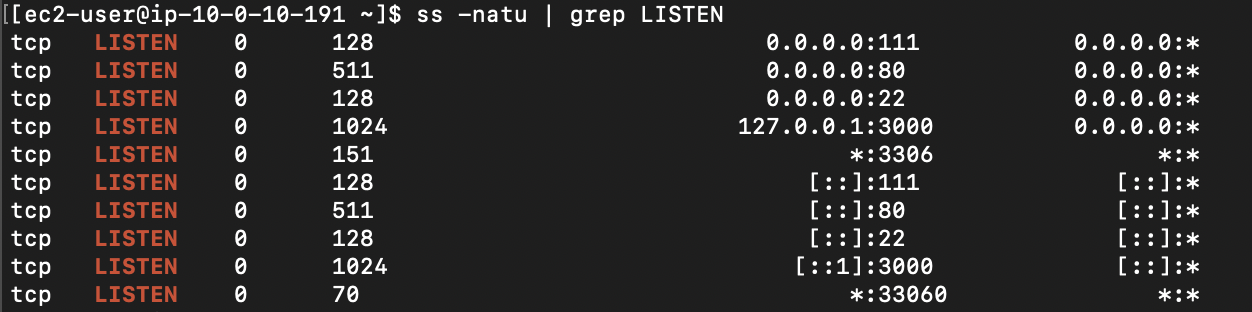 [[ec2-user@ip-10-0-10-191 ~]$ ss -natu | grep LISTEN
tcp LISTEN 0 128 0.0.0.0:111 0.0.0.0:*
tcp LISTEN 0 511 0.0.0.0:80 0.0.0.0:*
tcp LISTEN 0 128 0.0.0.0:22 0.0.0.0:*
tcp LISTEN 0 1024 127.0.0.1:3000 0.0.0.0:*
tcp LISTEN 0 151 *:3306 *:*
tcp LISTEN 0 128 [::]:111 [::]:*
tcp LISTEN 0 511 [::]:80 [::]:*
tcp LISTEN 0 128 [::]:22 [::]:*
tcp LISTEN 0 1024 [::1]:3000 [::]:*
tcp LISTEN 0 70 *:33060 *:*